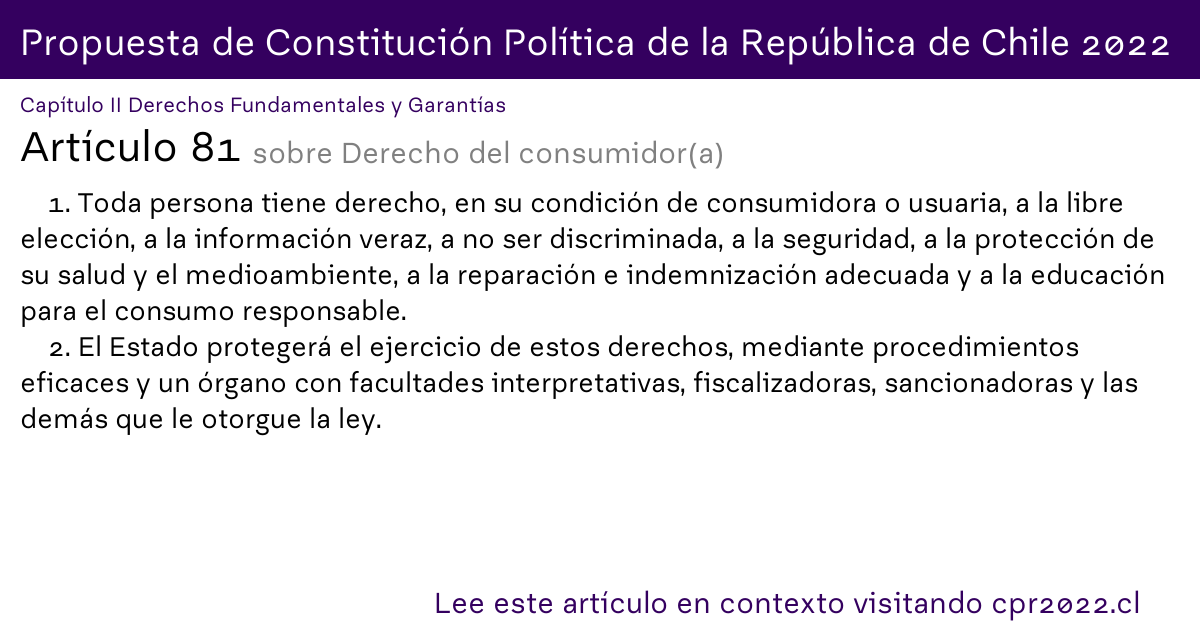 Propuesta de Constitución Política de la República de Chile 2022
Capítulo II Derechos Fundamentales y Garantías
Artículo 81 sobre Derecho del consumidor(a)
1. Toda persona tiene derecho, en su condición de consumidora o usuaria, a la libre
elección, a la información veraz, a no ser discriminada, a la seguridad, a la protección de
su salud y el medioambiente, a la reparación e indemnización adecuada y a la educación
para el consumo responsable.
2. El Estado protegerá el ejercicio de estos derechos, mediante procedimientos
eficaces y un órgano con facultades interpretativas, fiscalizadoras, sancionadoras y las
demás que le otorgue la ley.
Lee este artículo en contexto visitando cpr2022.cl